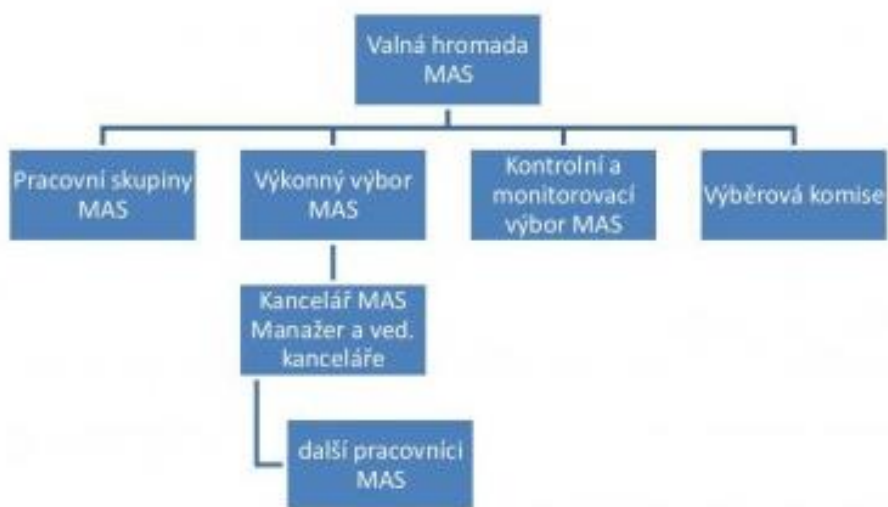 Valná hromada
MAS
Pracovní skupiny
MAS
Výkonný výbor
MAS
Kontrolní a
monitorovací
výbor MAS
Výběrová komise
Kancelář MAS
Manažer a ved.
kanceláře
další pracovníci
MAS